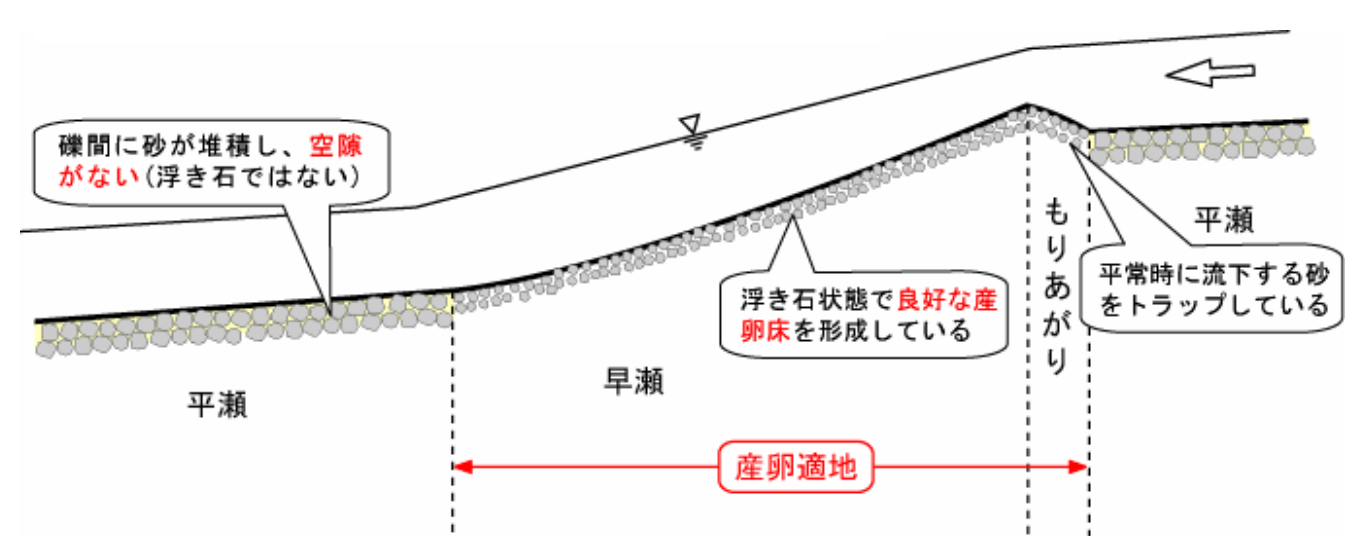 礫間に砂が堆積し、空隙
がない(浮き石ではない)
平瀬
早瀬
浮き石状態で良好な産
卵床を形成している
もりあがり
平瀬
平常時に流下する砂
をトラップしている
産卵適地